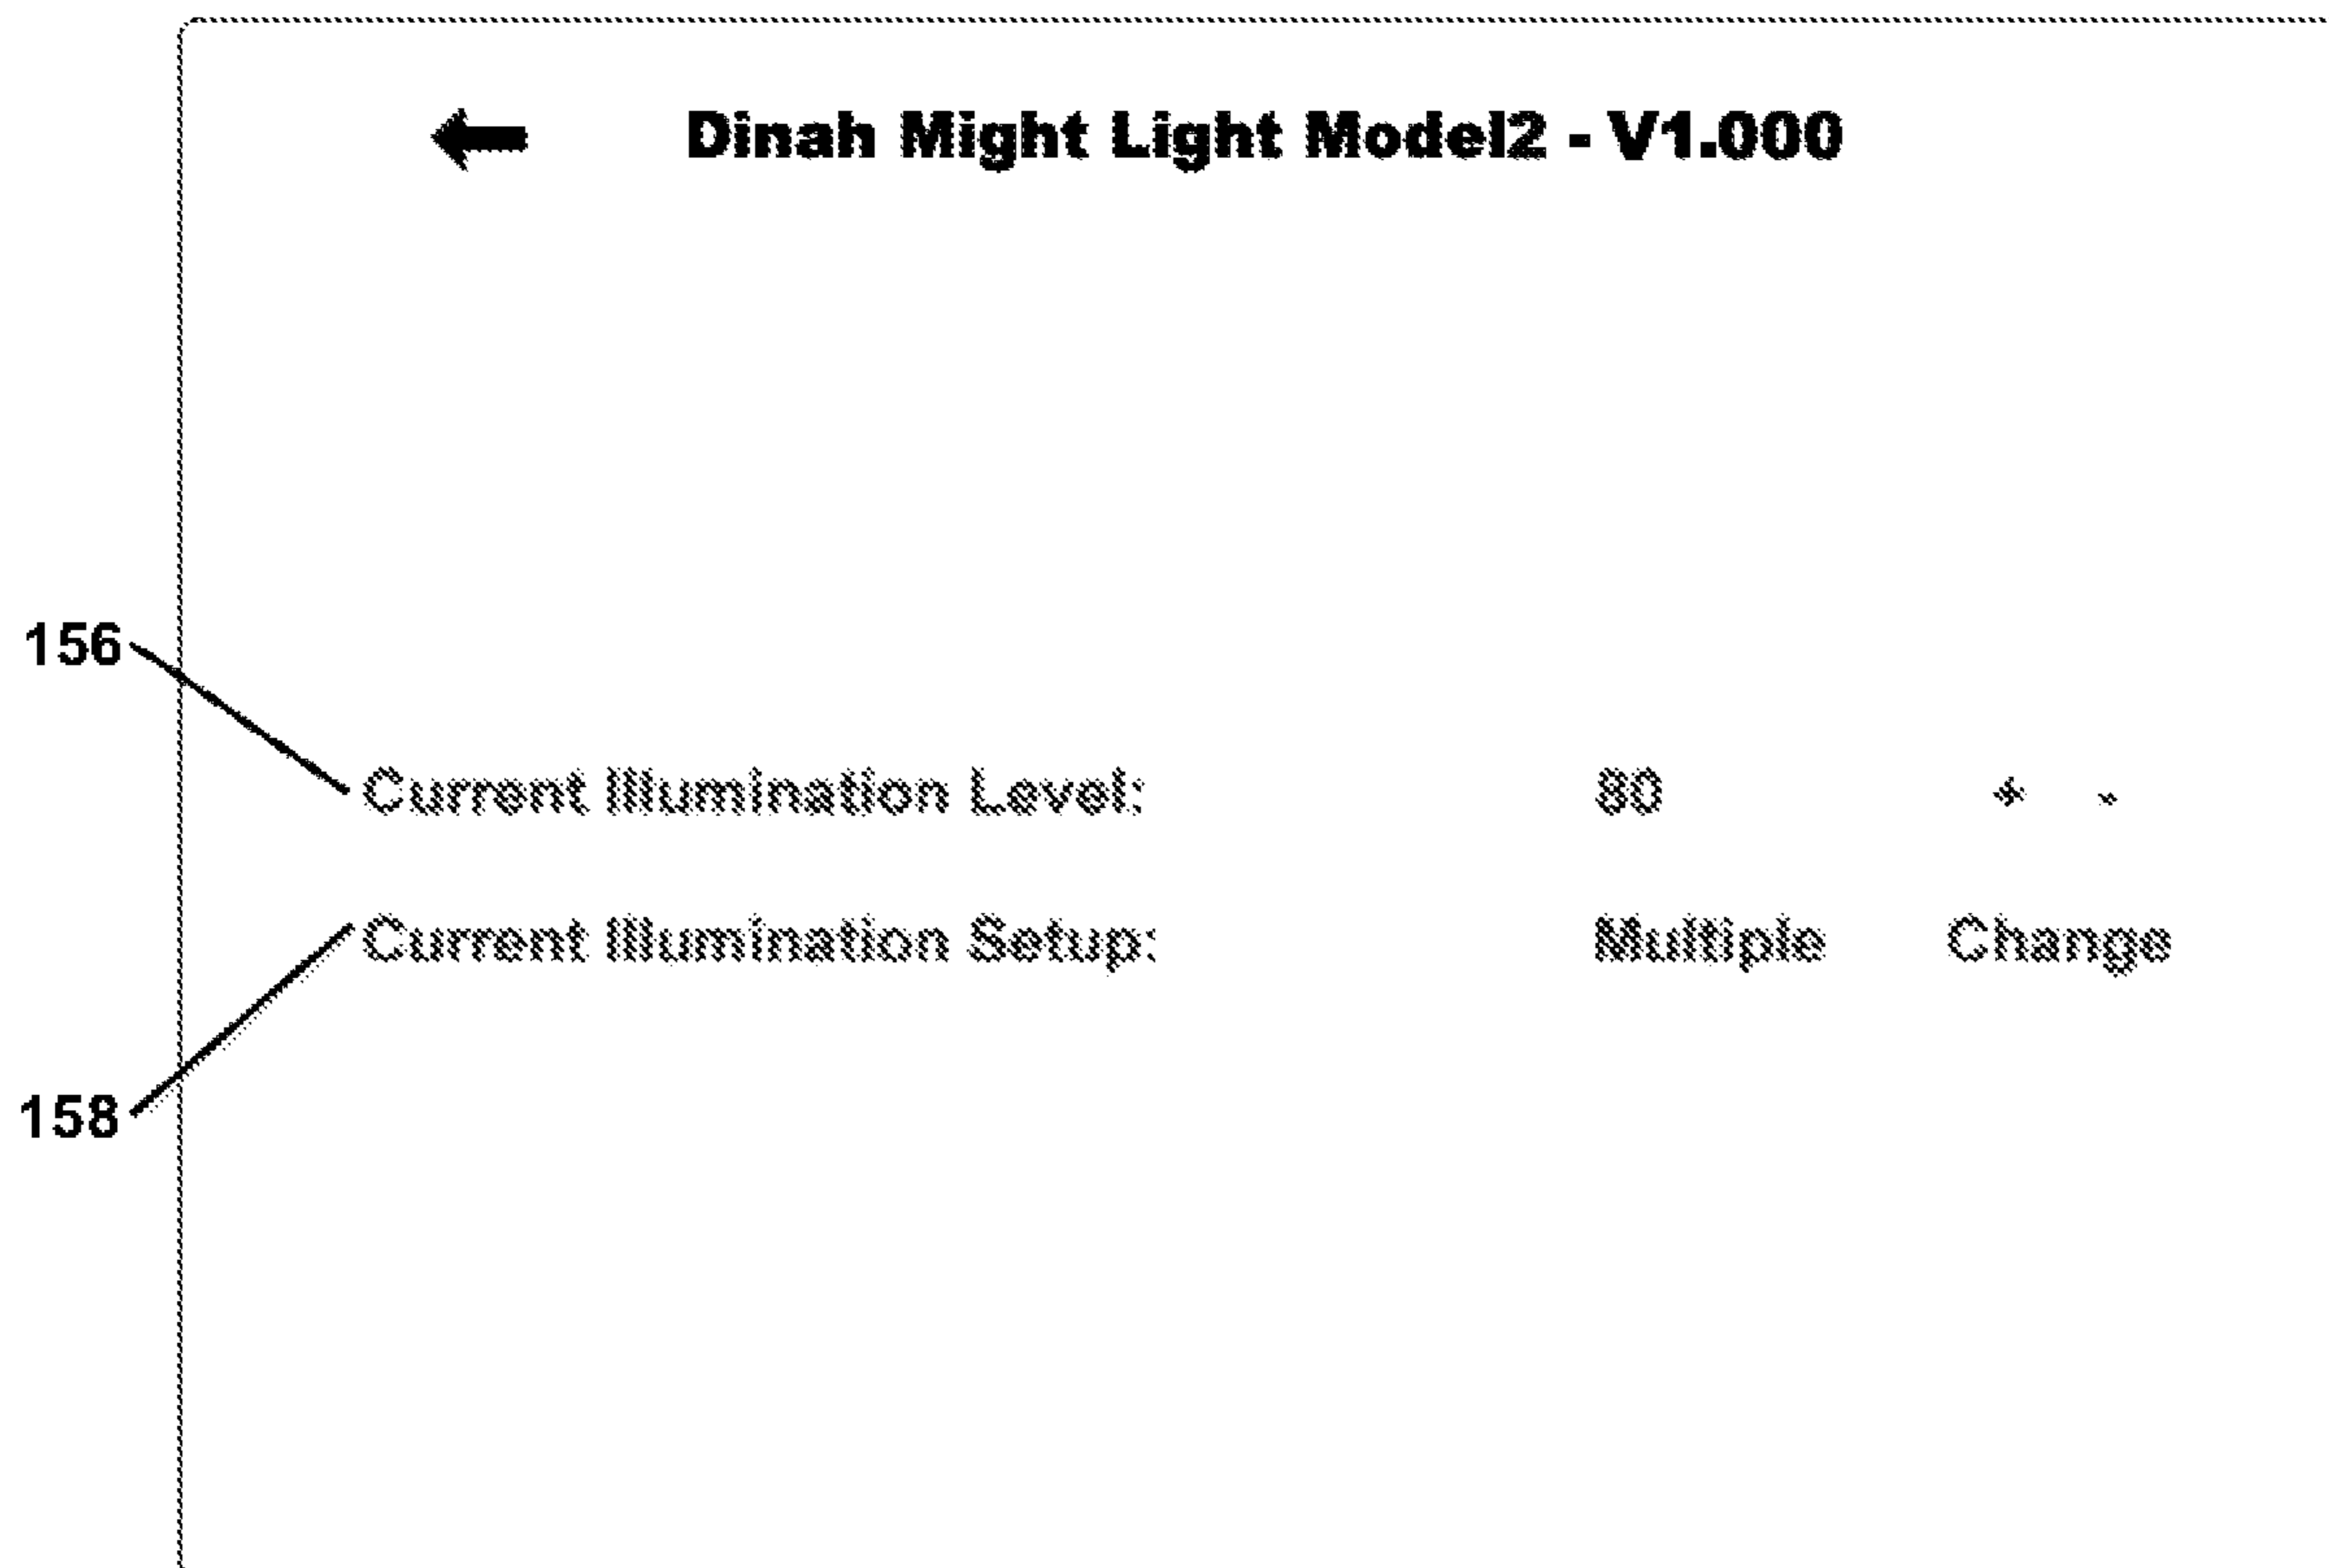 ← Dinah Might Light Model2 - V1.000
156
Current Illumination Level: 80 + -
Current Illumination Setup: Multiple Change
158